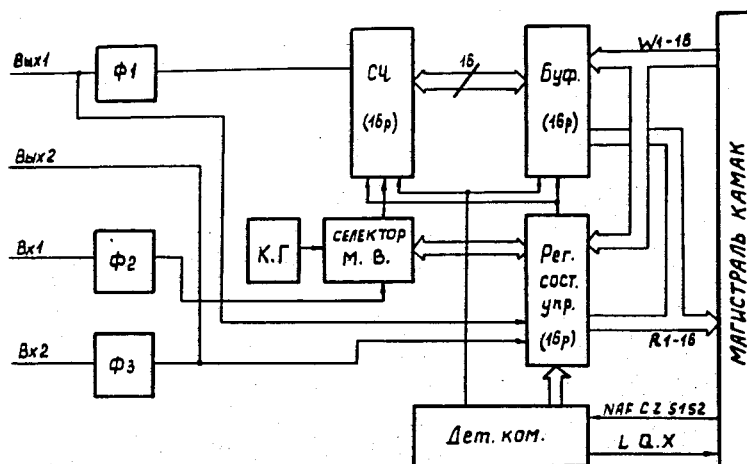 Вых1
Ф1
СЧ
(16р)
16
Буф.
(16р)
W1-16
Вых2
К.Г
СЕЛЕКТОР
М. В.
Рег.
сост.
упр.
(16р)
R1-16
Вх1
Ф2
Вх2
Ф3
Дет. ком.
NAF C Z S1S2
L Q.X
МАГИСТРАЛЬ КАМАК